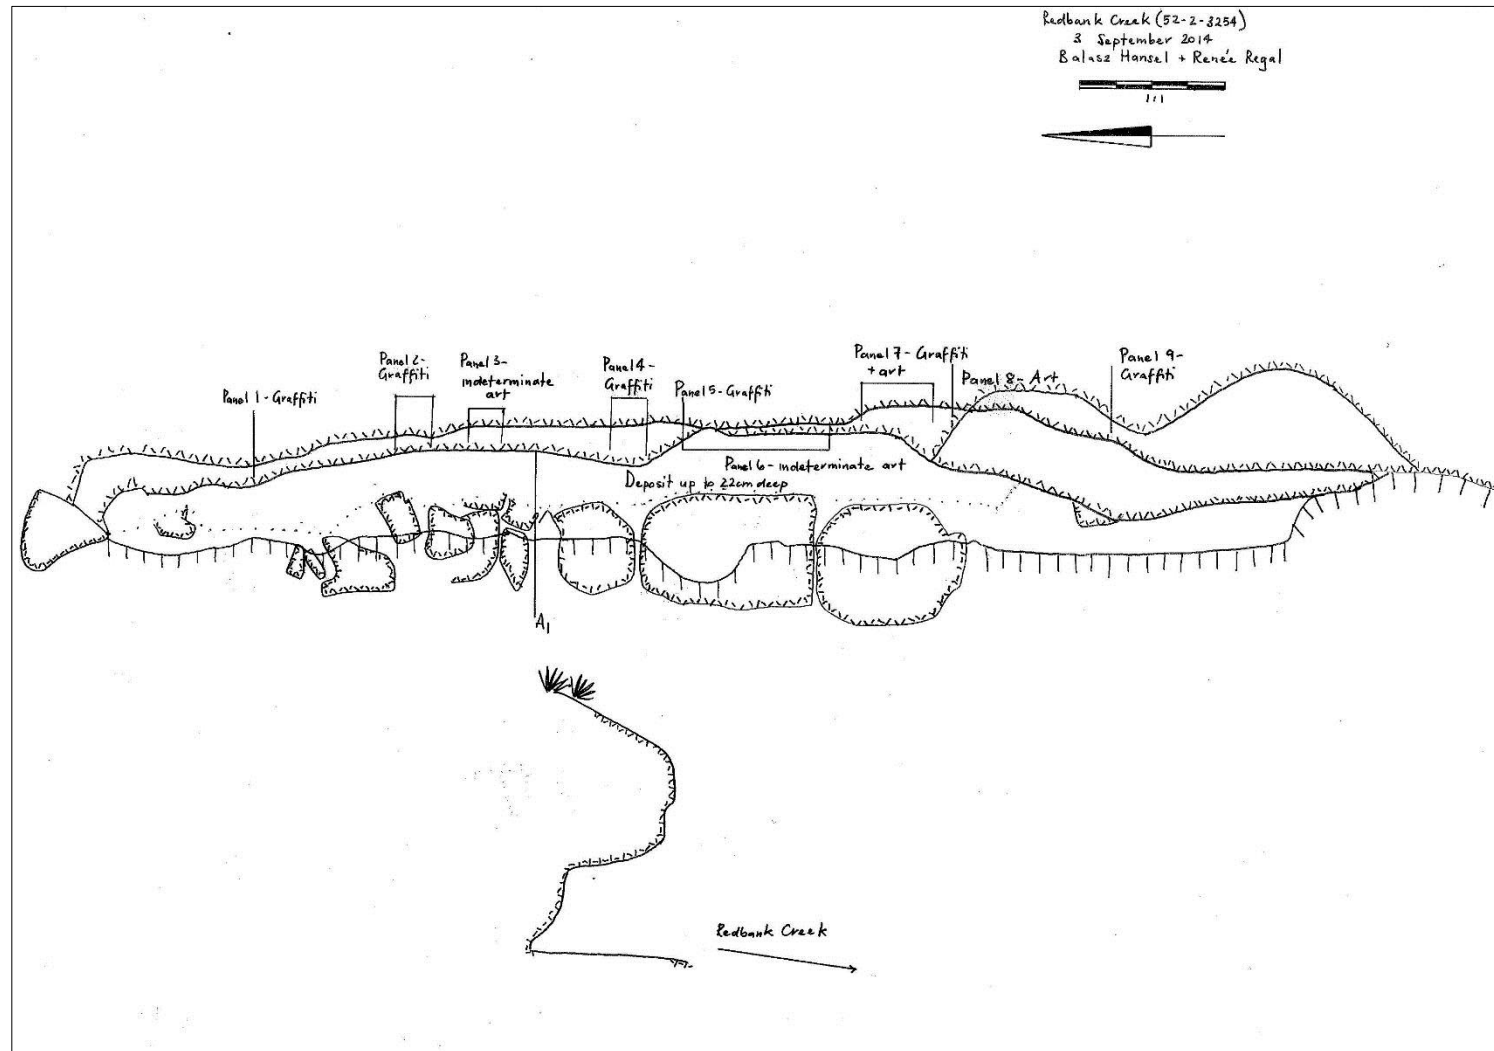 Redbank Creek (52-2-3254)
3 September 2014
Balasz Hansel + Renée Regal
1:1
Panel 1 - Graffiti
Panel 2 -
Graffiti
Panel 3 -
indeterminate
art
Panel 4 -
Graffiti
Panel 5 - Graffiti
Panel 6 - indeterminate art
Deposit up to 22cm deep
Panel 7 - Graffiti
+ art
Panel 8 - Art
Panel 9 -
Graffiti
A1
Redbank Creek